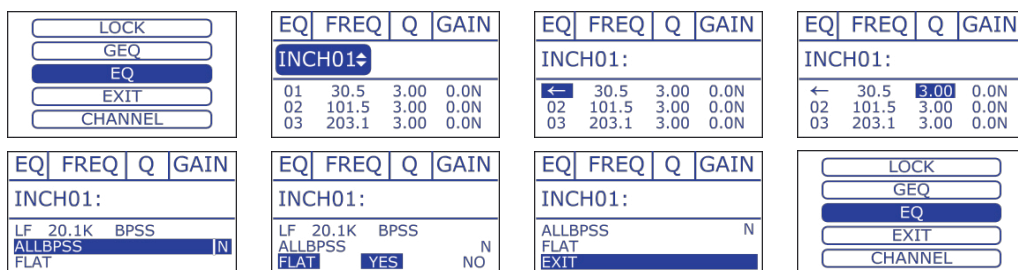 LOCK
GEQ
EQ
EXIT
CHANNEL
EQ FREQ Q GAIN
INCH01
01 30.5 3.00 0.0N
02 101.5 3.00 0.0N
03 203.1 3.00 0.0N
EQ FREQ Q GAIN
INCH01:
← 30.5 3.00 0.0N
02 101.5 3.00 0.0N
03 203.1 3.00 0.0N
EQ FREQ Q GAIN
INCH01:
← 30.5 3.00 0.0N
02 101.5 3.00 0.0N
03 203.1 3.00 0.0N
EQ FREQ Q GAIN
INCH01:
LF 20.1K BPSS
ALLBPSS N
FLAT
EQ FREQ Q GAIN
INCH01:
LF 20.1K BPSS
ALLBPSS N
FLAT YES NO
EQ FREQ Q GAIN
INCH01:
ALLBPSS N
FLAT
EXIT
LOCK
GEQ
EQ
EXIT
CHANNEL